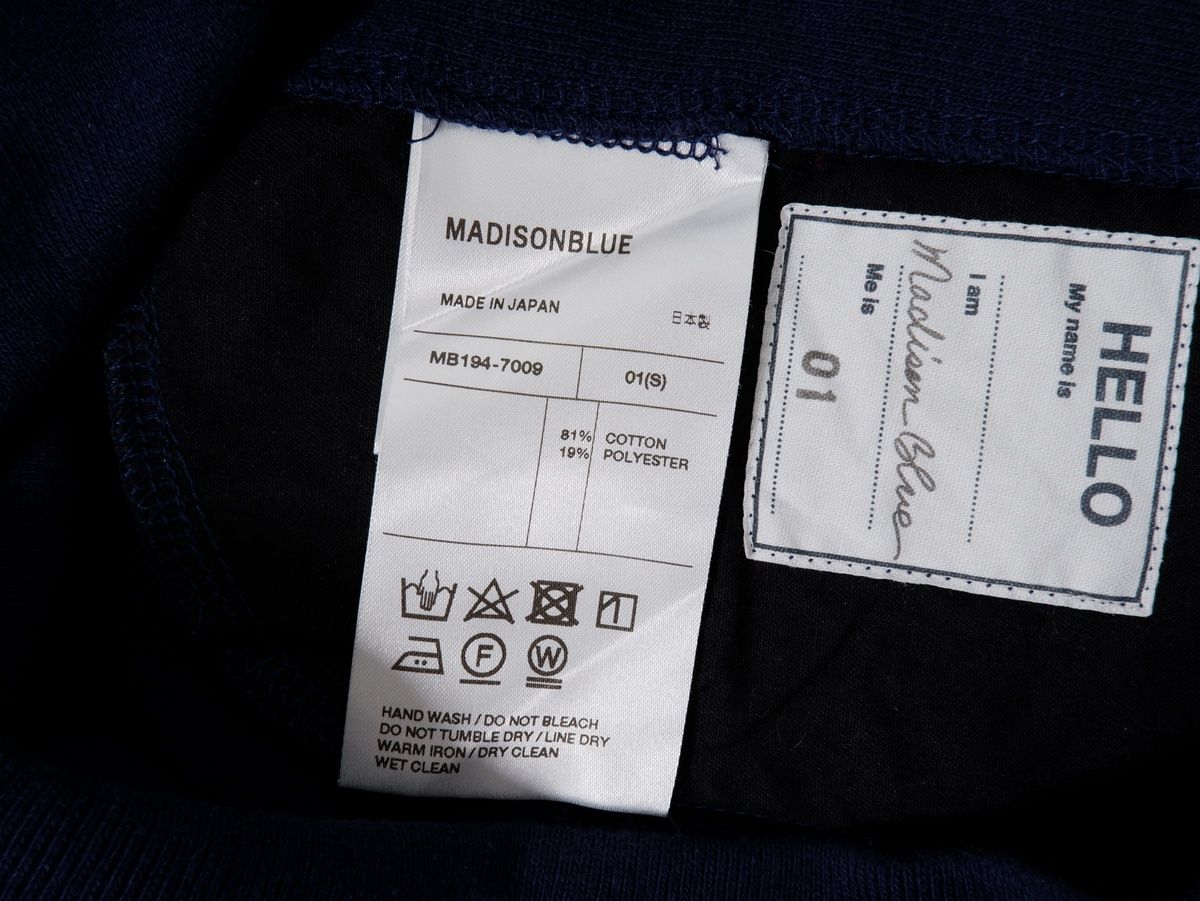 MADISONBLUE
MADE IN JAPAN
日本製
MB194-7009 01(S)
81% COTTON
19% POLYESTER
F W
HAND WASH / DO NOT BLEACH
DO NOT TUMBLE DRY / LINE DRY
WARM IRON / DRY CLEAN
WET CLEAN
HELLO
My name is
I am
Madison Blue
Me is
01